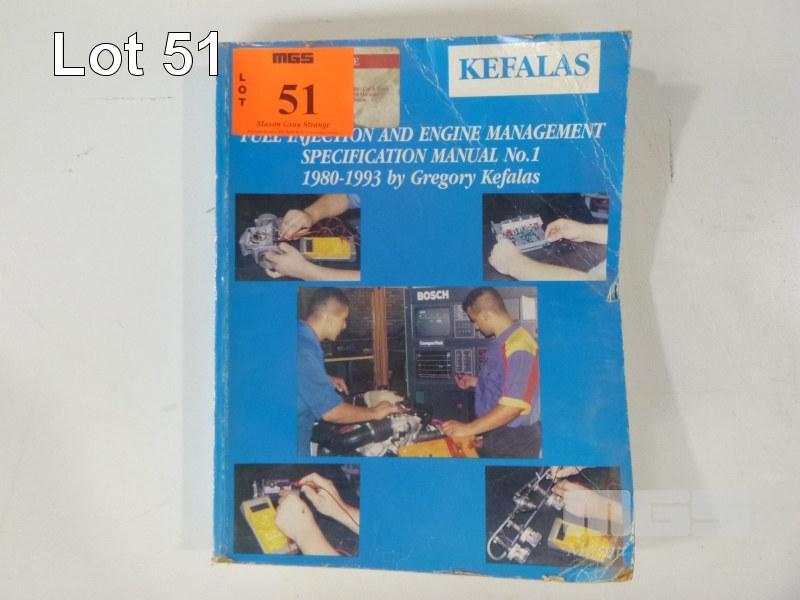 Lot 51
MGS
LOT
51
Mason Gray Strange
KEFALAS
FUEL INJECTION AND ENGINE MANAGEMENT
SPECIFICATION MANUAL No.1
1980-1993 by Gregory Kefalas
BOSCH
MGS